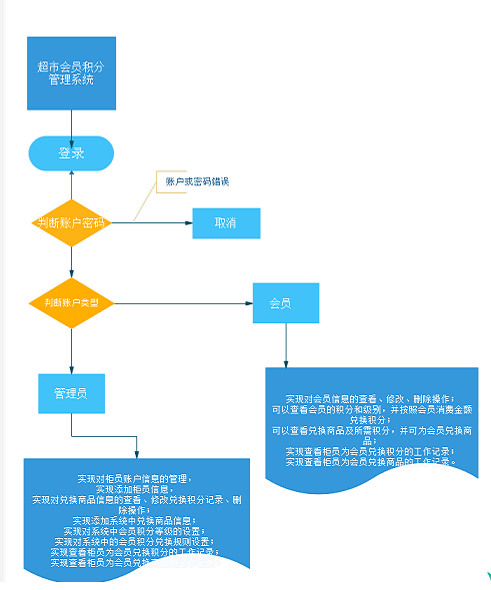 超市会员积分
管理系统
登录
账户或密码错误
判断账户密码
取消
判断账户类型
会员
管理员
实现对会员信息的查看、修改、删除操作；
可以查看会员的积分和级别，并按照会员消费金额
兑换积分；
可以查看兑换商品及所需积分，并可为会员兑换商
品；
实现查看柜员为会员兑换积分的工作记录；
实现查看柜员为会员兑换商品的工作记录。
实现对柜员账户信息的管理，
实现添加柜员信息，
实现对兑换商品信息的查看、修改兑换积分记录、删
除操作；
实现添加系统中兑换商品信息；
实现对系统中会员积分等级的设置；
实现对系统中的会员积分兑换规则设置；
实现查看柜员为会员兑换积分的工作记录；
实现查看柜员为会员兑换